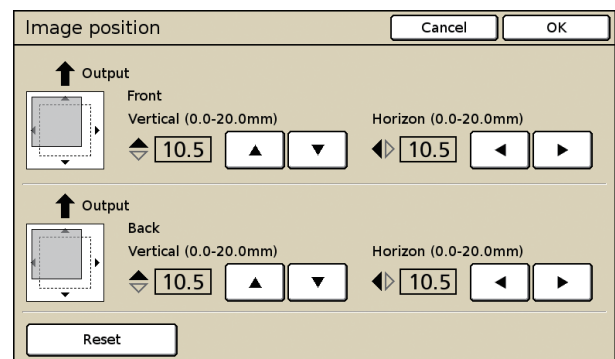 Image position Cancel OK
Output
Front
Vertical (0.0-20.0mm) Horizon (0.0-20.0mm)
10.5 10.5
Output
Back
Vertical (0.0-20.0mm) Horizon (0.0-20.0mm)
10.5 10.5
Reset